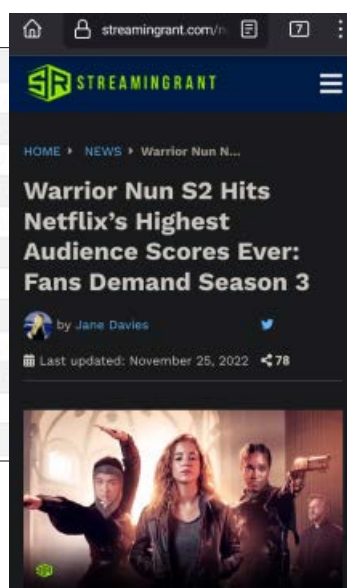 streamingrant.com/n
7
SR STREAMINGRANT
HOME ▸ NEWS ▸ Warrior Nun N...
Warrior Nun S2 Hits
Netflix's Highest
Audience Scores Ever:
Fans Demand Season 3
by Jane Davies
Last updated: November 25, 2022 78